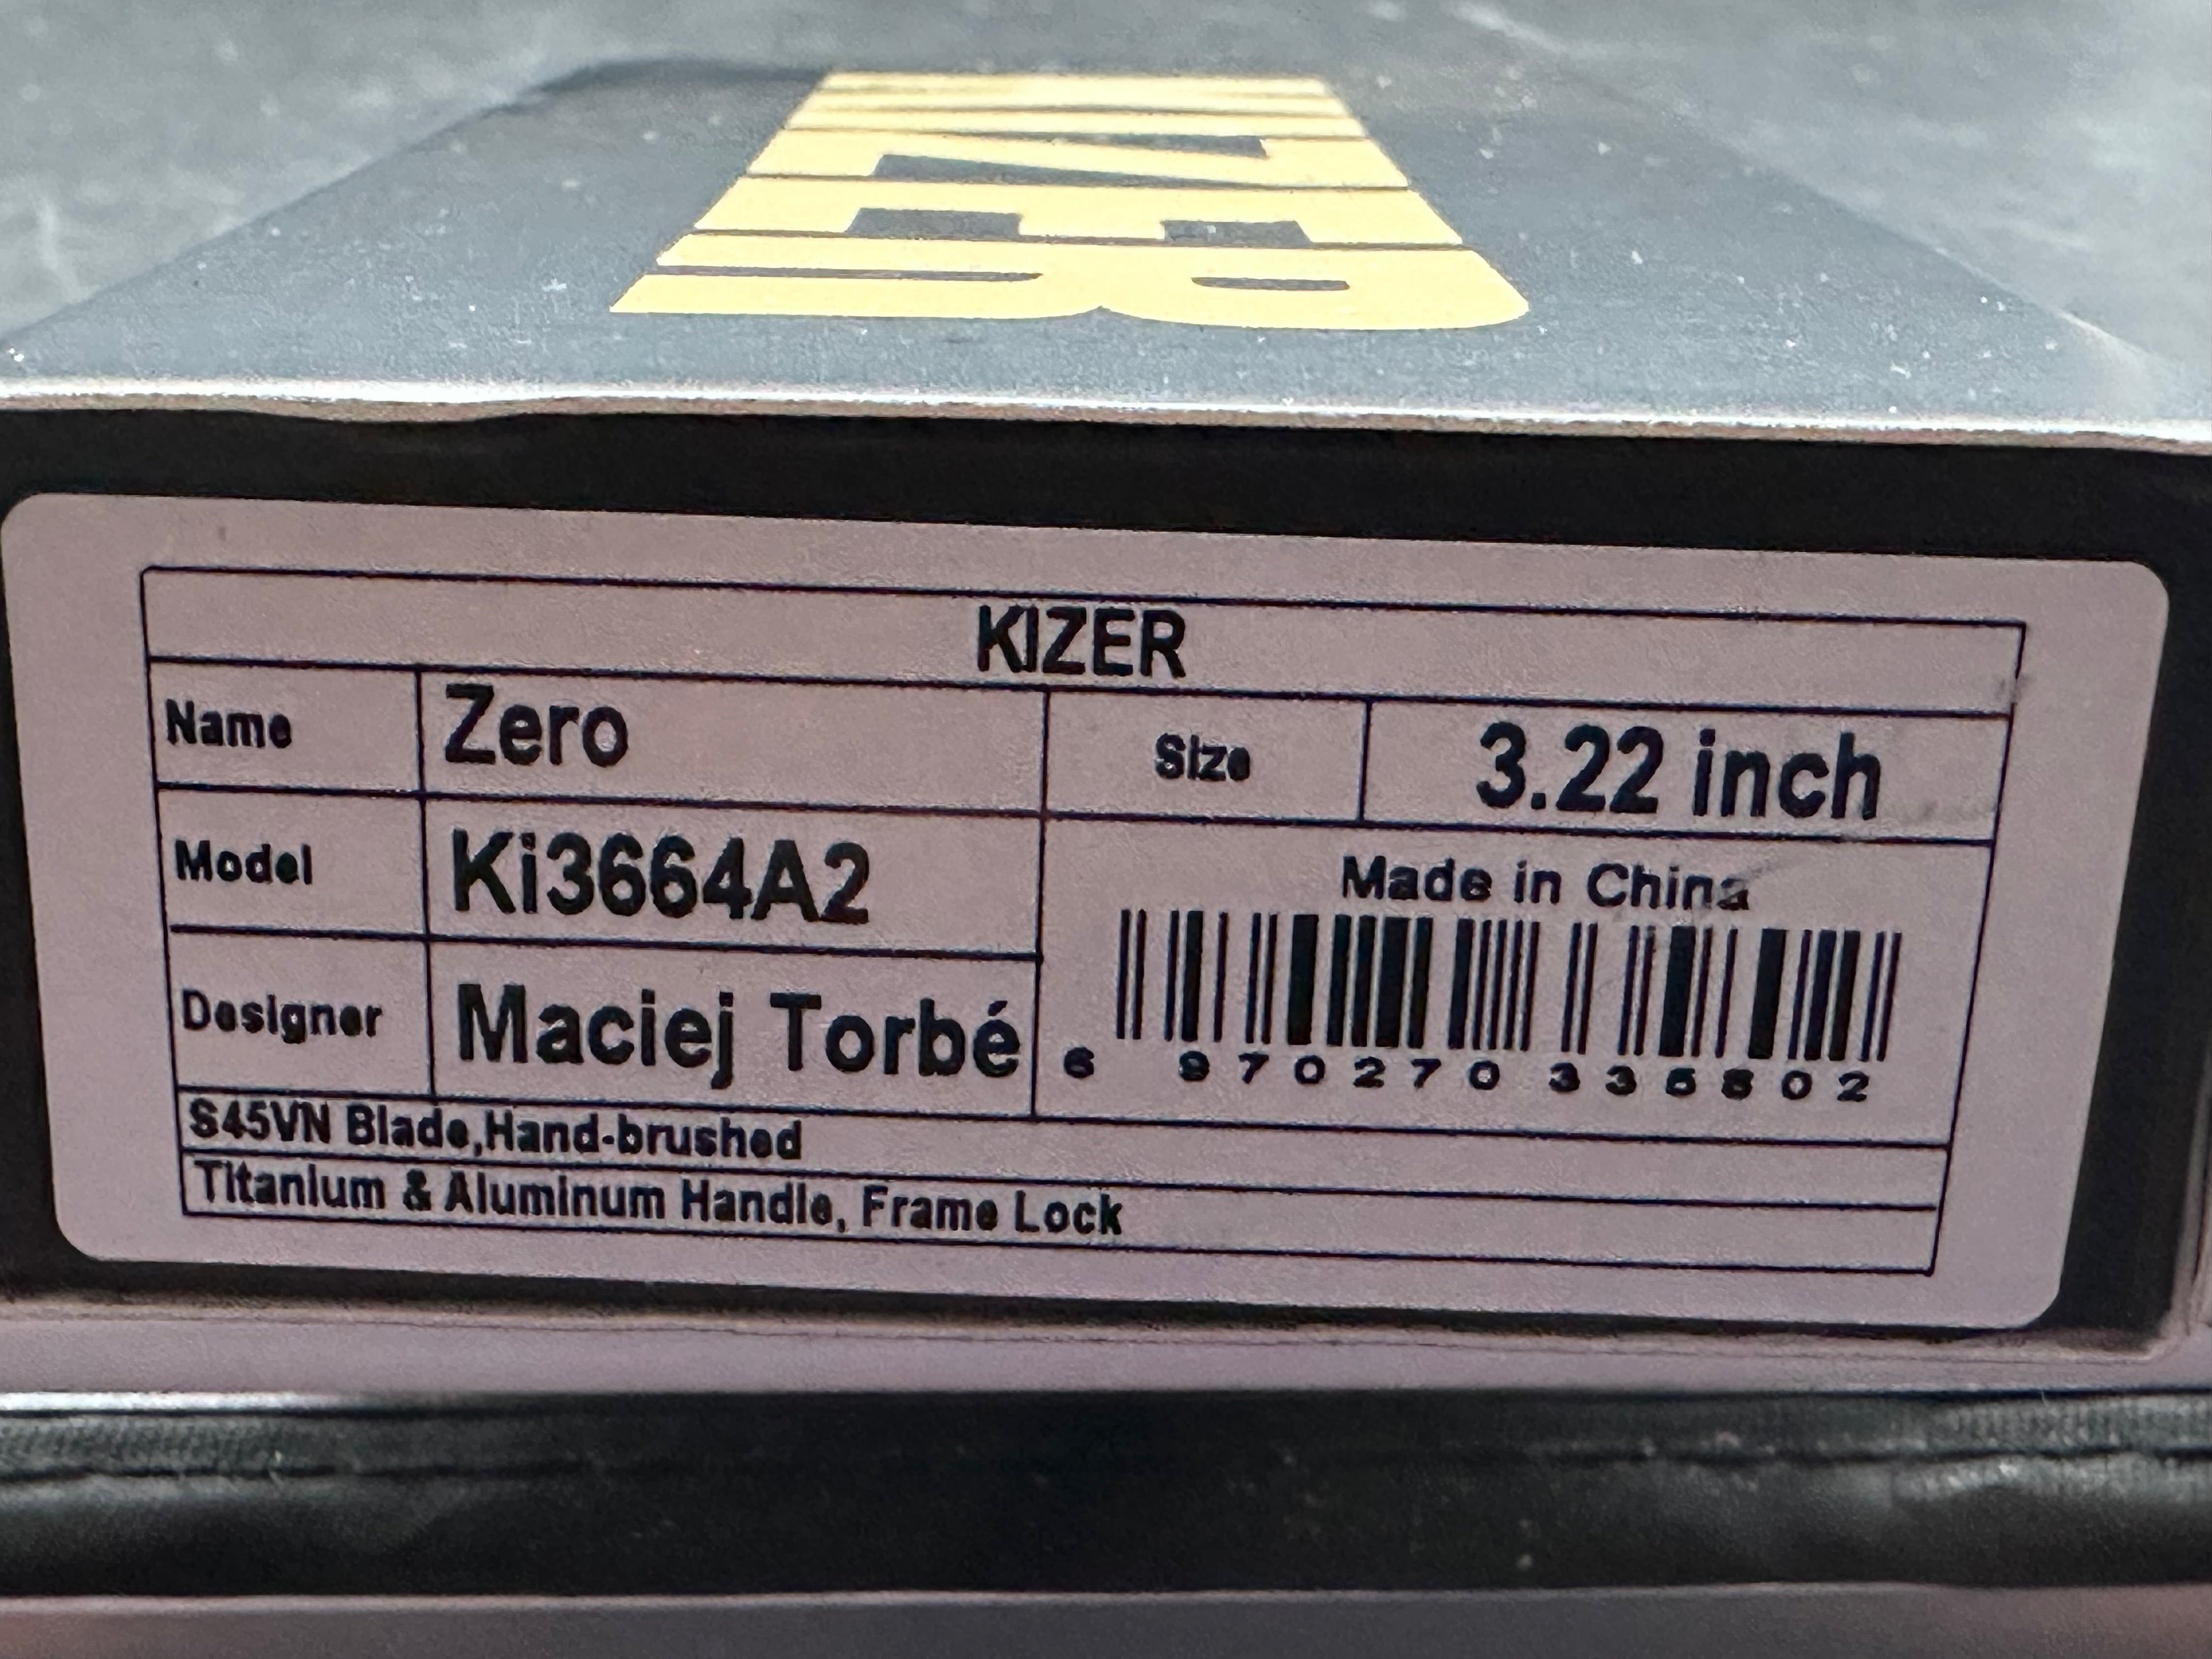 KIZER
KIZER
Name Zero Size 3.22 inch
Model Ki3664A2
Made in China
Designer Maciej Torbé
6 970270 335802
S45VN Blade,Hand-brushed
Titanium & Aluminum Handle, Frame Lock